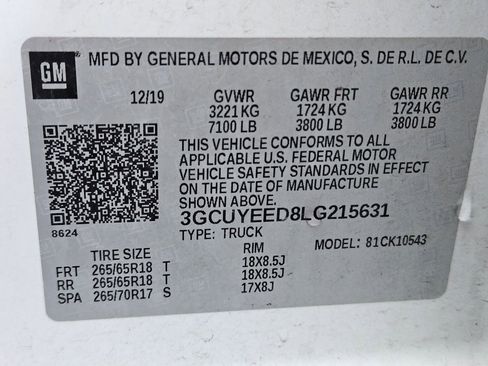 GM
MFD BY GENERAL MOTORS DE MEXICO, S. DE R.L. DE C.V.
12/19 GVWR GAWR FRT GAWR RR
3221 KG 1724 KG 1724 KG
7100 LB 3800 LB 3800 LB
THIS VEHICLE CONFORMS TO ALL
APPLICABLE U.S. FEDERAL MOTOR
VEHICLE SAFETY STANDARDS IN EFFECT
ON THE DATE OF MANUFACTURE
SHOWN ABOVE.
3GCUYEED8LG215631
8624
TYPE: TRUCK
TIRE SIZE RIM MODEL: 81CK10543
FRT 265/65R18 T 18X8.5J
RR 265/65R18 T 18X8.5J
SPA 265/70R17 S 17X8J